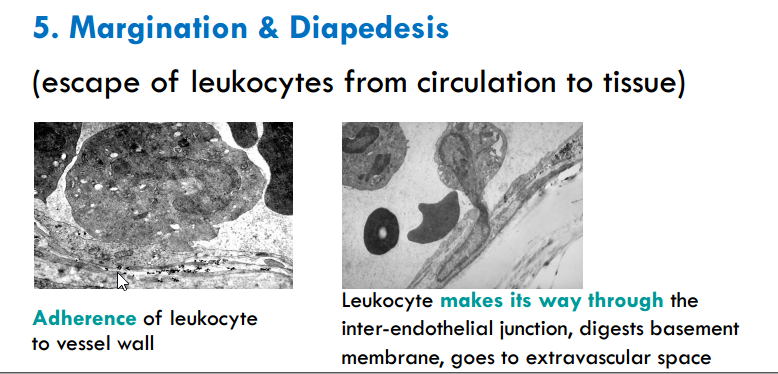 5. Margination & Diapedesis
(escape of leukocytes from circulation to tissue)
Adherence of leukocyte
to vessel wall
Leukocyte makes its way through the
inter-endothelial junction, digests basement
membrane, goes to extravascular space